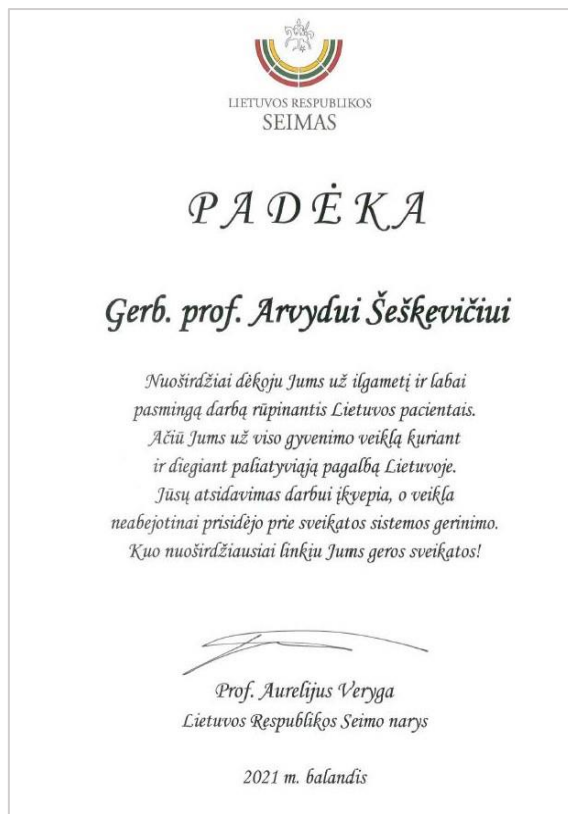 LIETUVOS RESPUBLIKOS
SEIMAS
PADĖKA
Gerb. prof. Arvydui Šeškevičiui
Nuoširdžiai dėkoju Jums už ilgametį ir labai
pasmingą darbą rūpinantis Lietuvos pacientais.
Ačiū Jums už viso gyvenimo veiklą kuriant
ir diegiant paliatyviąją pagalbą Lietuvoje.
Jūsų atsidavimas darbui įkvepia, o veikla
neabejotinai prisidėjo prie sveikatos sistemos gerinimo.
Kuo nuoširdžiausiai linkiu Jums geros sveikatos!
Prof. Aurelijus Veryga
Lietuvos Respublikos Seimo narys
2021 m. balandis